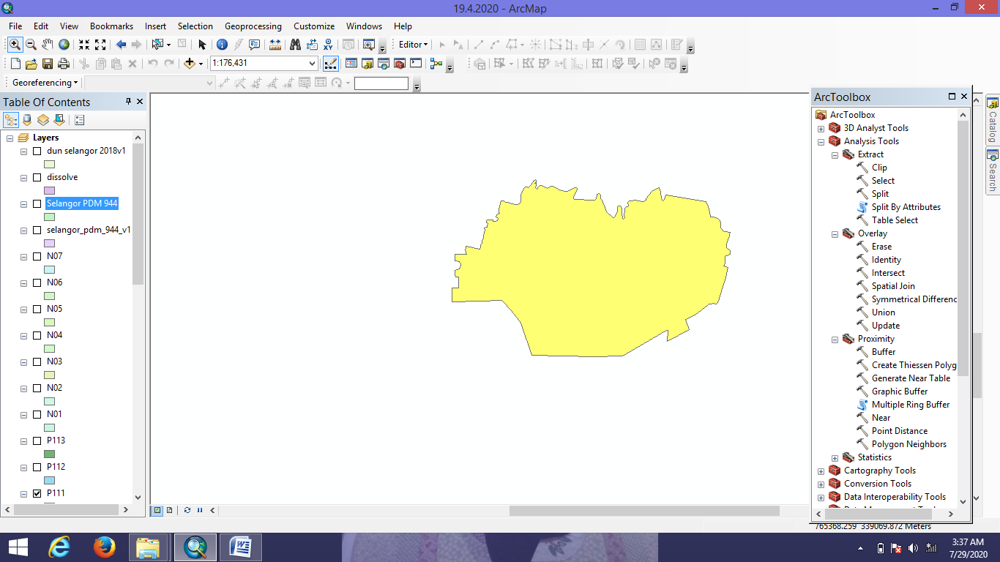 19.4.2020 - ArcMap
File Edit View Bookmarks Insert Selection Geoprocessing Customize Windows Help
Editor
1:176,431
Georeferencing
Table Of Contents
Layers
dun selangor 2018v1
dissolve
Selangor PDM 944
selangor_pdm_944_v1
N07
N06
N05
N04
N03
N02
N01
P113
P112
P111
ArcToolbox
ArcToolbox
3D Analyst Tools
Analysis Tools
Extract
Clip
Select
Split
Split By Attributes
Table Select
Overlay
Erase
Identity
Intersect
Spatial Join
Symmetrical Differenc
Union
Update
Proximity
Buffer
Create Thiessen Polyg
Generate Near Table
Graphic Buffer
Multiple Ring Buffer
Near
Point Distance
Polygon Neighbors
Statistics
Cartography Tools
Conversion Tools
Data Interoperability Tools
Catalog
Search
765368.259 339069.872 Meters
3:37 AM
7/29/2020